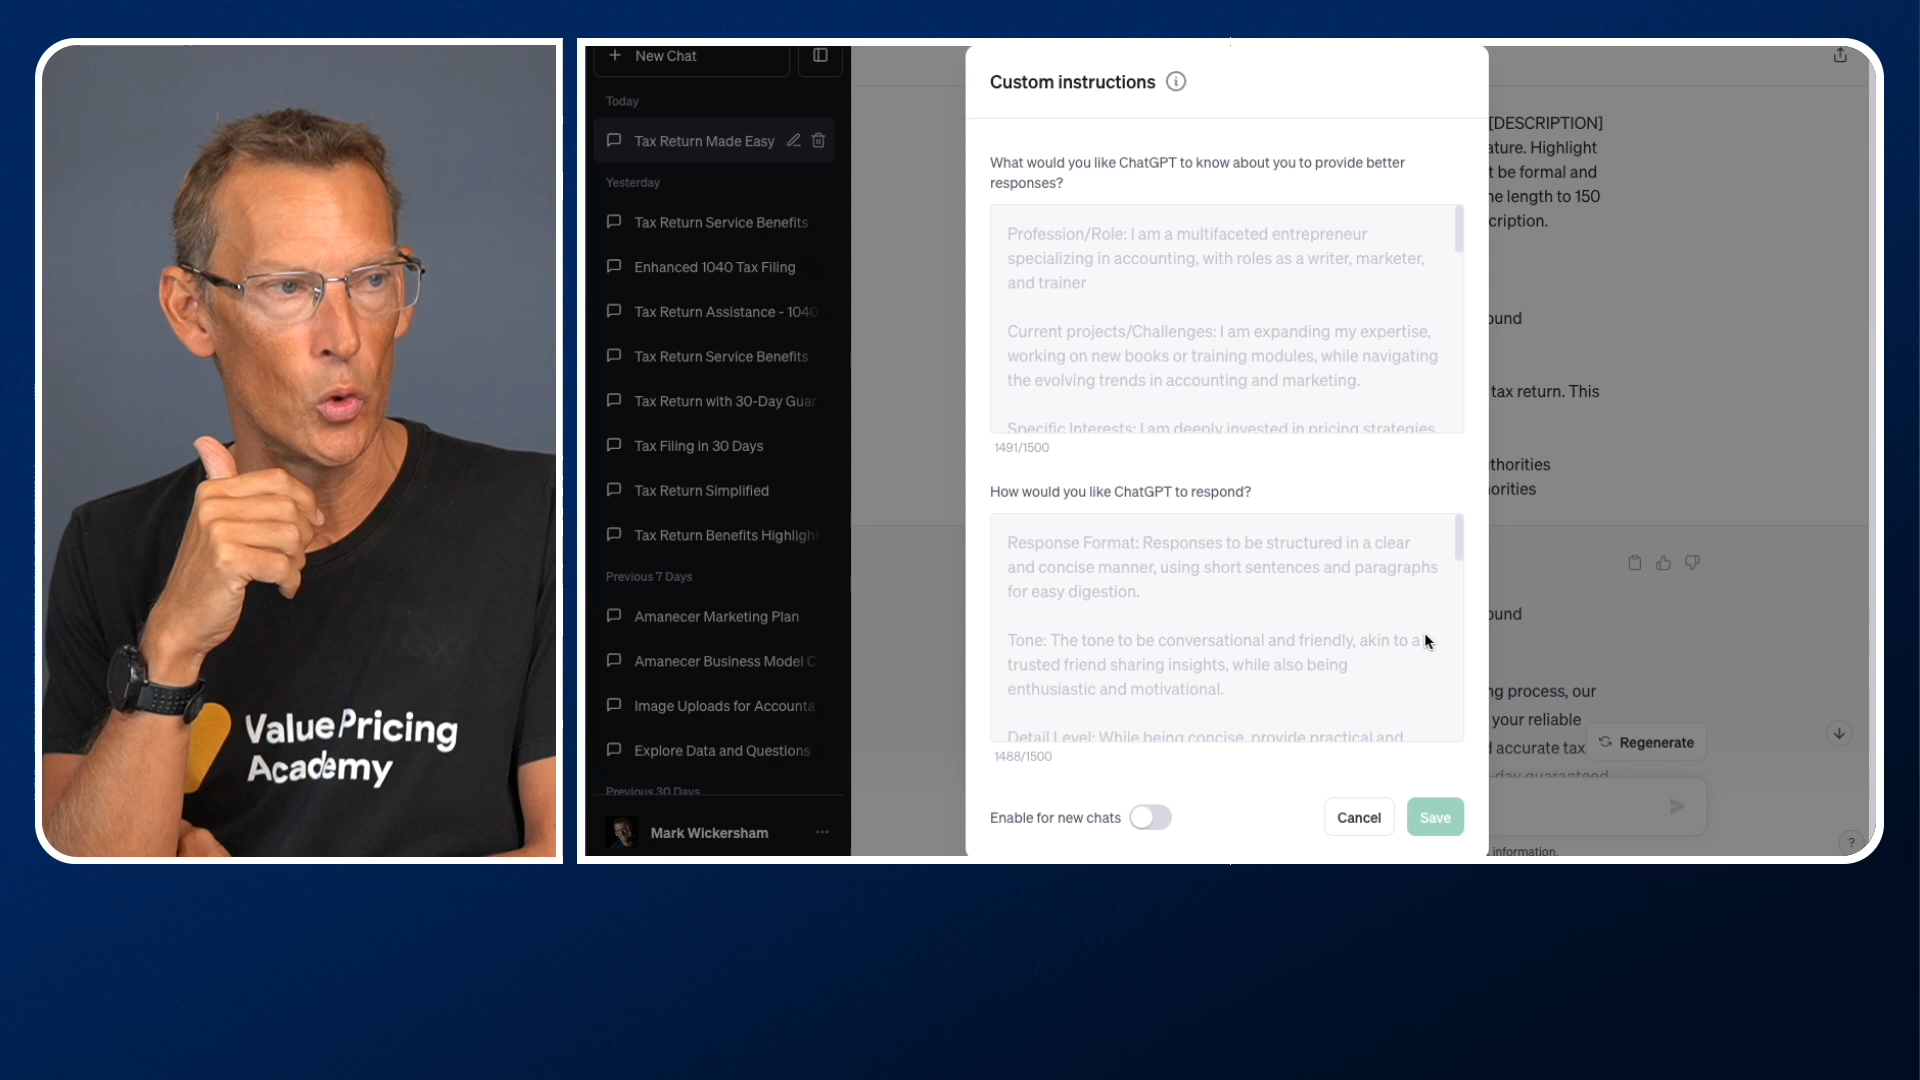 Value Pricing
Academy
New Chat
Today
Tax Return Made Easy
Yesterday
Tax Return Service Benefits
Enhanced 1040 Tax Filing
Tax Return Assistance - 1040
Tax Return Service Benefits
Tax Return with 30-Day Guar
Tax Filing in 30 Days
Tax Return Simplified
Tax Return Benefits Highlight
Previous 7 Days
Amanecer Marketing Plan
Amanecer Business Model C
Image Uploads for Accounta
Explore Data and Questions
Previous 30 Days
Mark Wickersham
Custom instructions
What would you like ChatGPT to know about you to provide better
responses?
Profession/Role: I am a multifaceted entrepreneur
specializing in accounting, with roles as a writer, marketer,
and trainer
Current projects/Challenges: I am expanding my expertise,
working on new books or training modules, while navigating
the evolving trends in accounting and marketing.
Specific Interests: I am deeply invested in pricing strategies
1491/1500
How would you like ChatGPT to respond?
Response Format: Responses to be structured in a clear
and concise manner, using short sentences and paragraphs
for easy digestion.
Tone: The tone to be conversational and friendly, akin to a
trusted friend sharing insights, while also being
enthusiastic and motivational.
Detail Level: While being concise, provide practical and
1488/1500
Enable for new chats
Cancel
Save
[DESCRIPTION]
ature. Highlight
t be formal and
ne length to 150
cription.
ound
tax return. This
thorities
orities
ound
ng process, our
your reliable
d accurate tax
-day guaranteed
Regenerate
information.
?